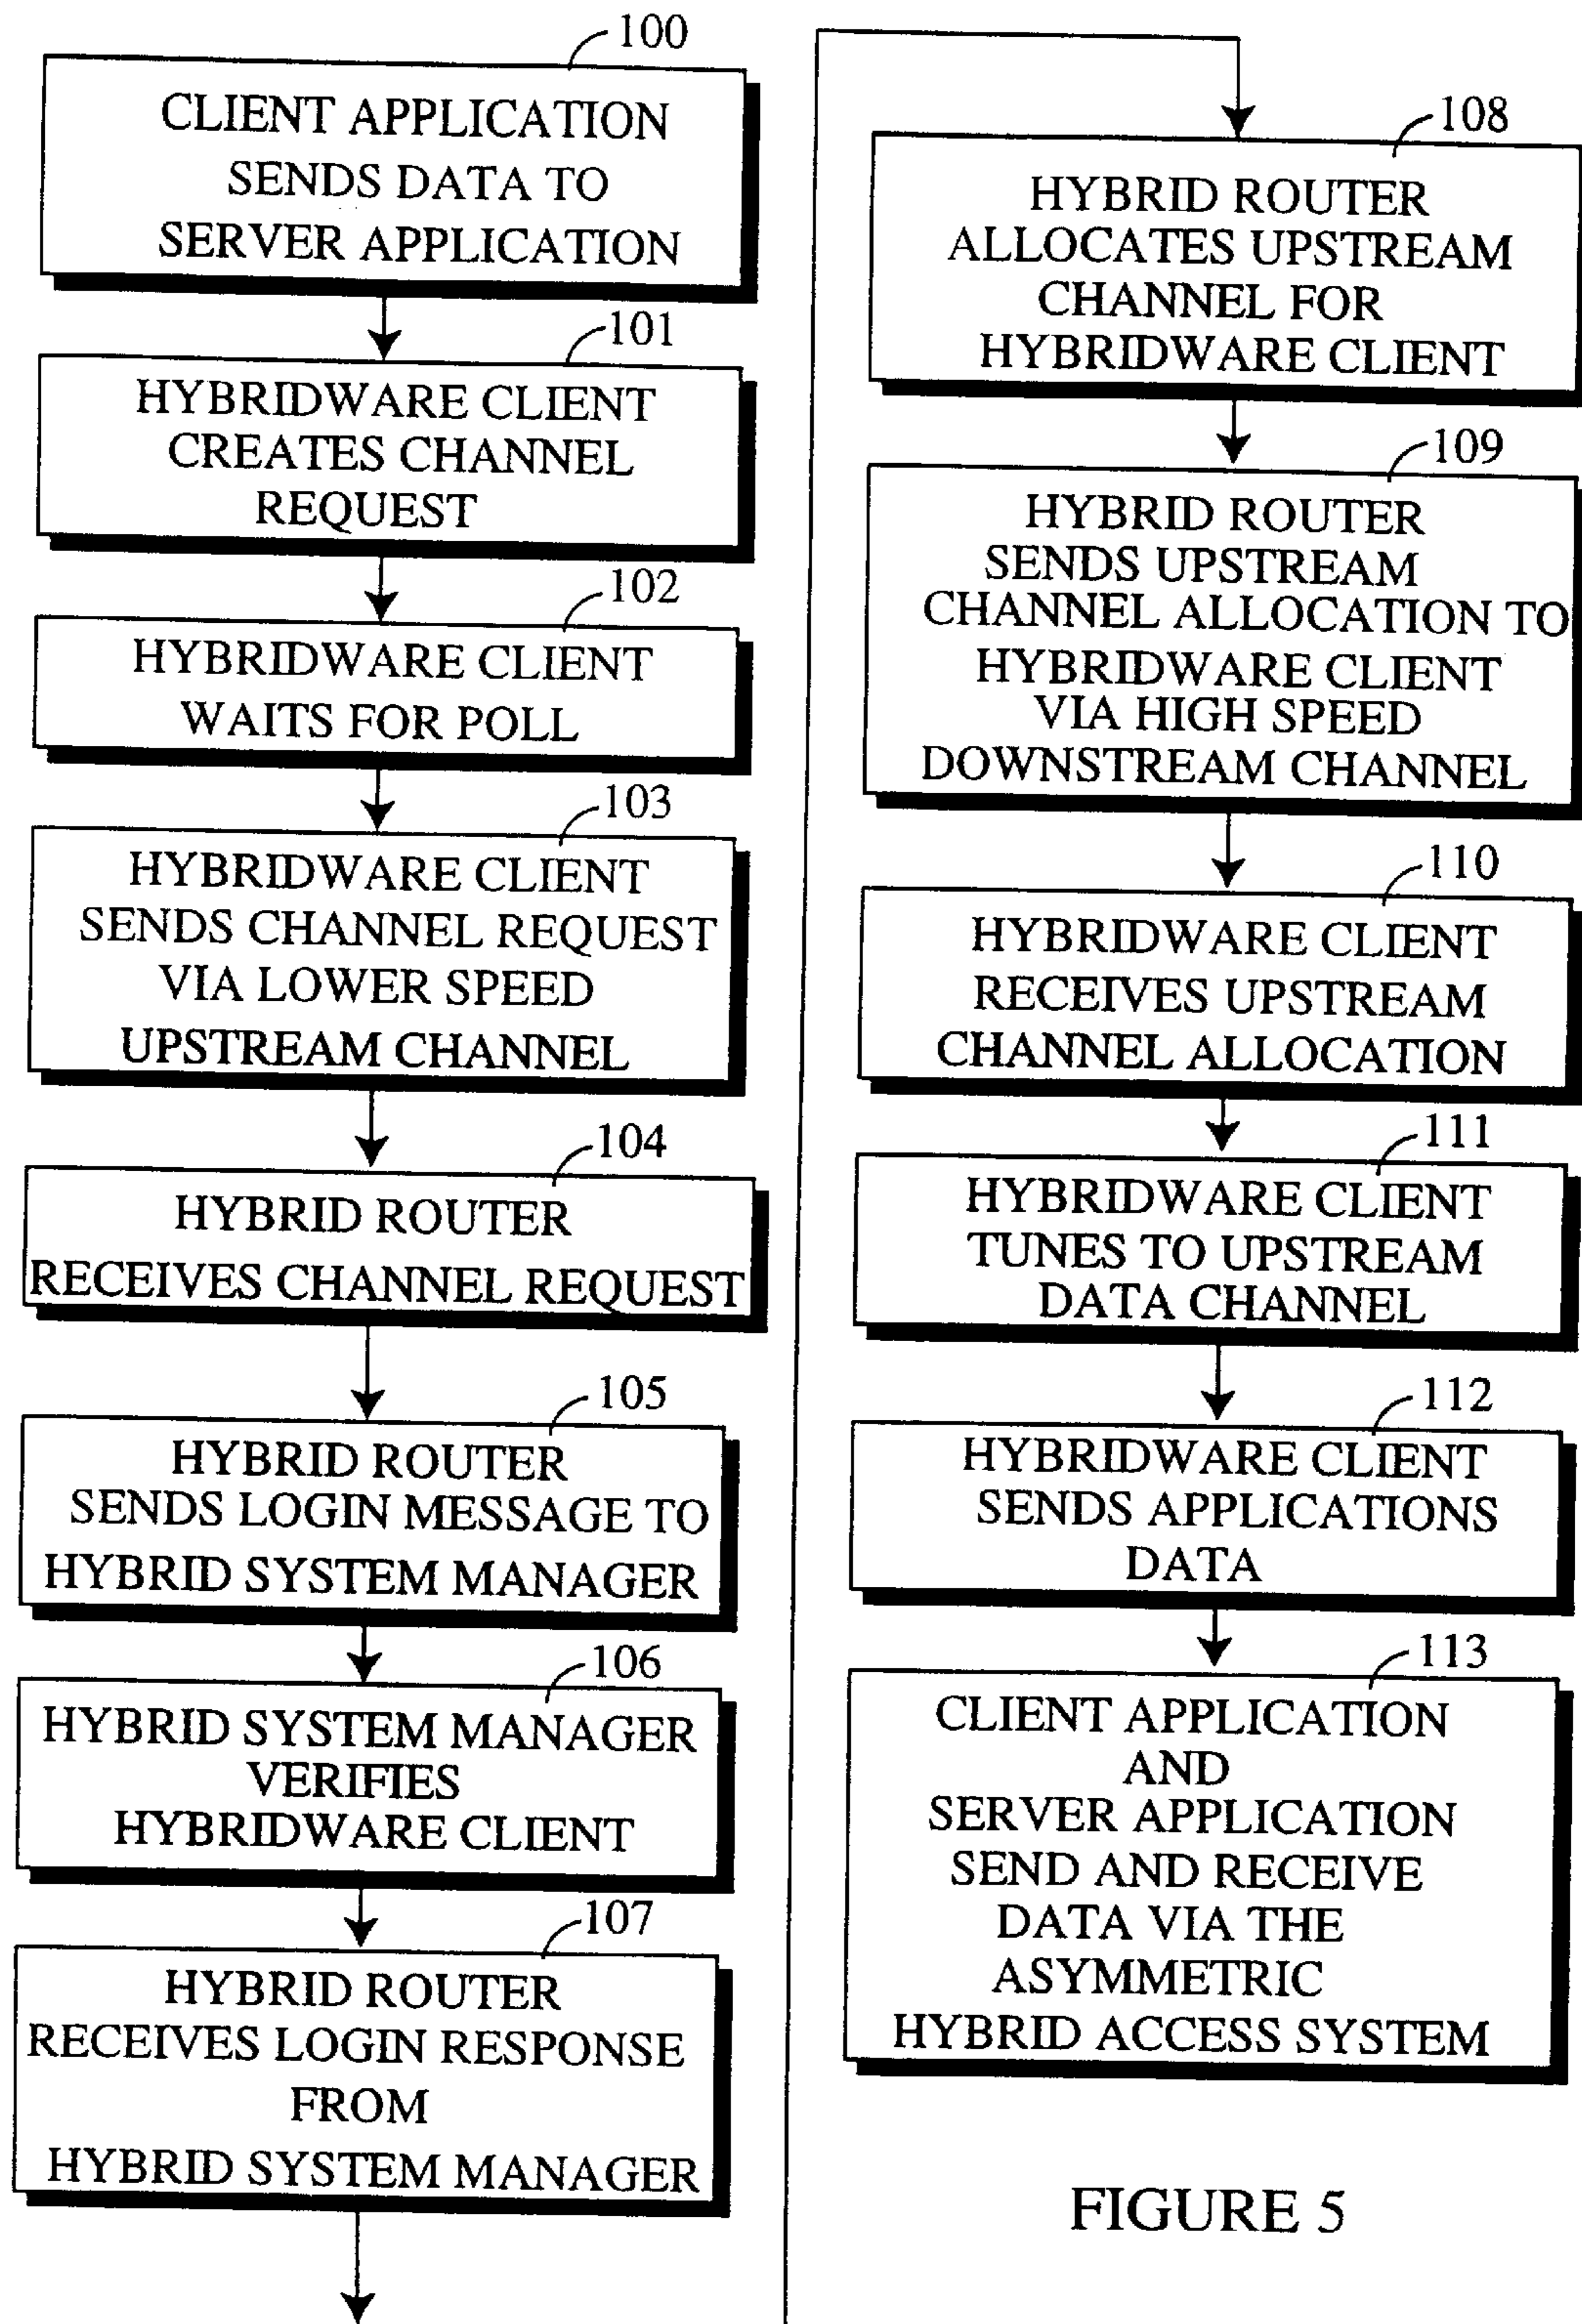 100
CLIENT APPLICATION
SENDS DATA TO
SERVER APPLICATION
101
HYBRIDWARE CLIENT
CREATES CHANNEL
REQUEST
102
HYBRIDWARE CLIENT
WAITS FOR POLL
103
HYBRIDWARE CLIENT
SENDS CHANNEL REQUEST
VIA LOWER SPEED
UPSTREAM CHANNEL
104
HYBRID ROUTER
RECEIVES CHANNEL REQUEST
105
HYBRID ROUTER
SENDS LOGIN MESSAGE TO
HYBRID SYSTEM MANAGER
106
HYBRID SYSTEM MANAGER
VERIFIES
HYBRIDWARE CLIENT
107
HYBRID ROUTER
RECEIVES LOGIN RESPONSE
FROM
HYBRID SYSTEM MANAGER
108
HYBRID ROUTER
ALLOCATES UPSTREAM
CHANNEL FOR
HYBRIDWARE CLIENT
109
HYBRID ROUTER
SENDS UPSTREAM
CHANNEL ALLOCATION TO
HYBRIDWARE CLIENT
VIA HIGH SPEED
DOWNSTREAM CHANNEL
110
HYBRIDWARE CLIENT
RECEIVES UPSTREAM
CHANNEL ALLOCATION
111
HYBRIDWARE CLIENT
TUNES TO UPSTREAM
DATA CHANNEL
112
HYBRIDWARE CLIENT
SENDS APPLICATIONS
DATA
113
CLIENT APPLICATION
AND
SERVER APPLICATION
SEND AND RECEIVE
DATA VIA THE
ASYMMETRIC
HYBRID ACCESS SYSTEM
FIGURE 5